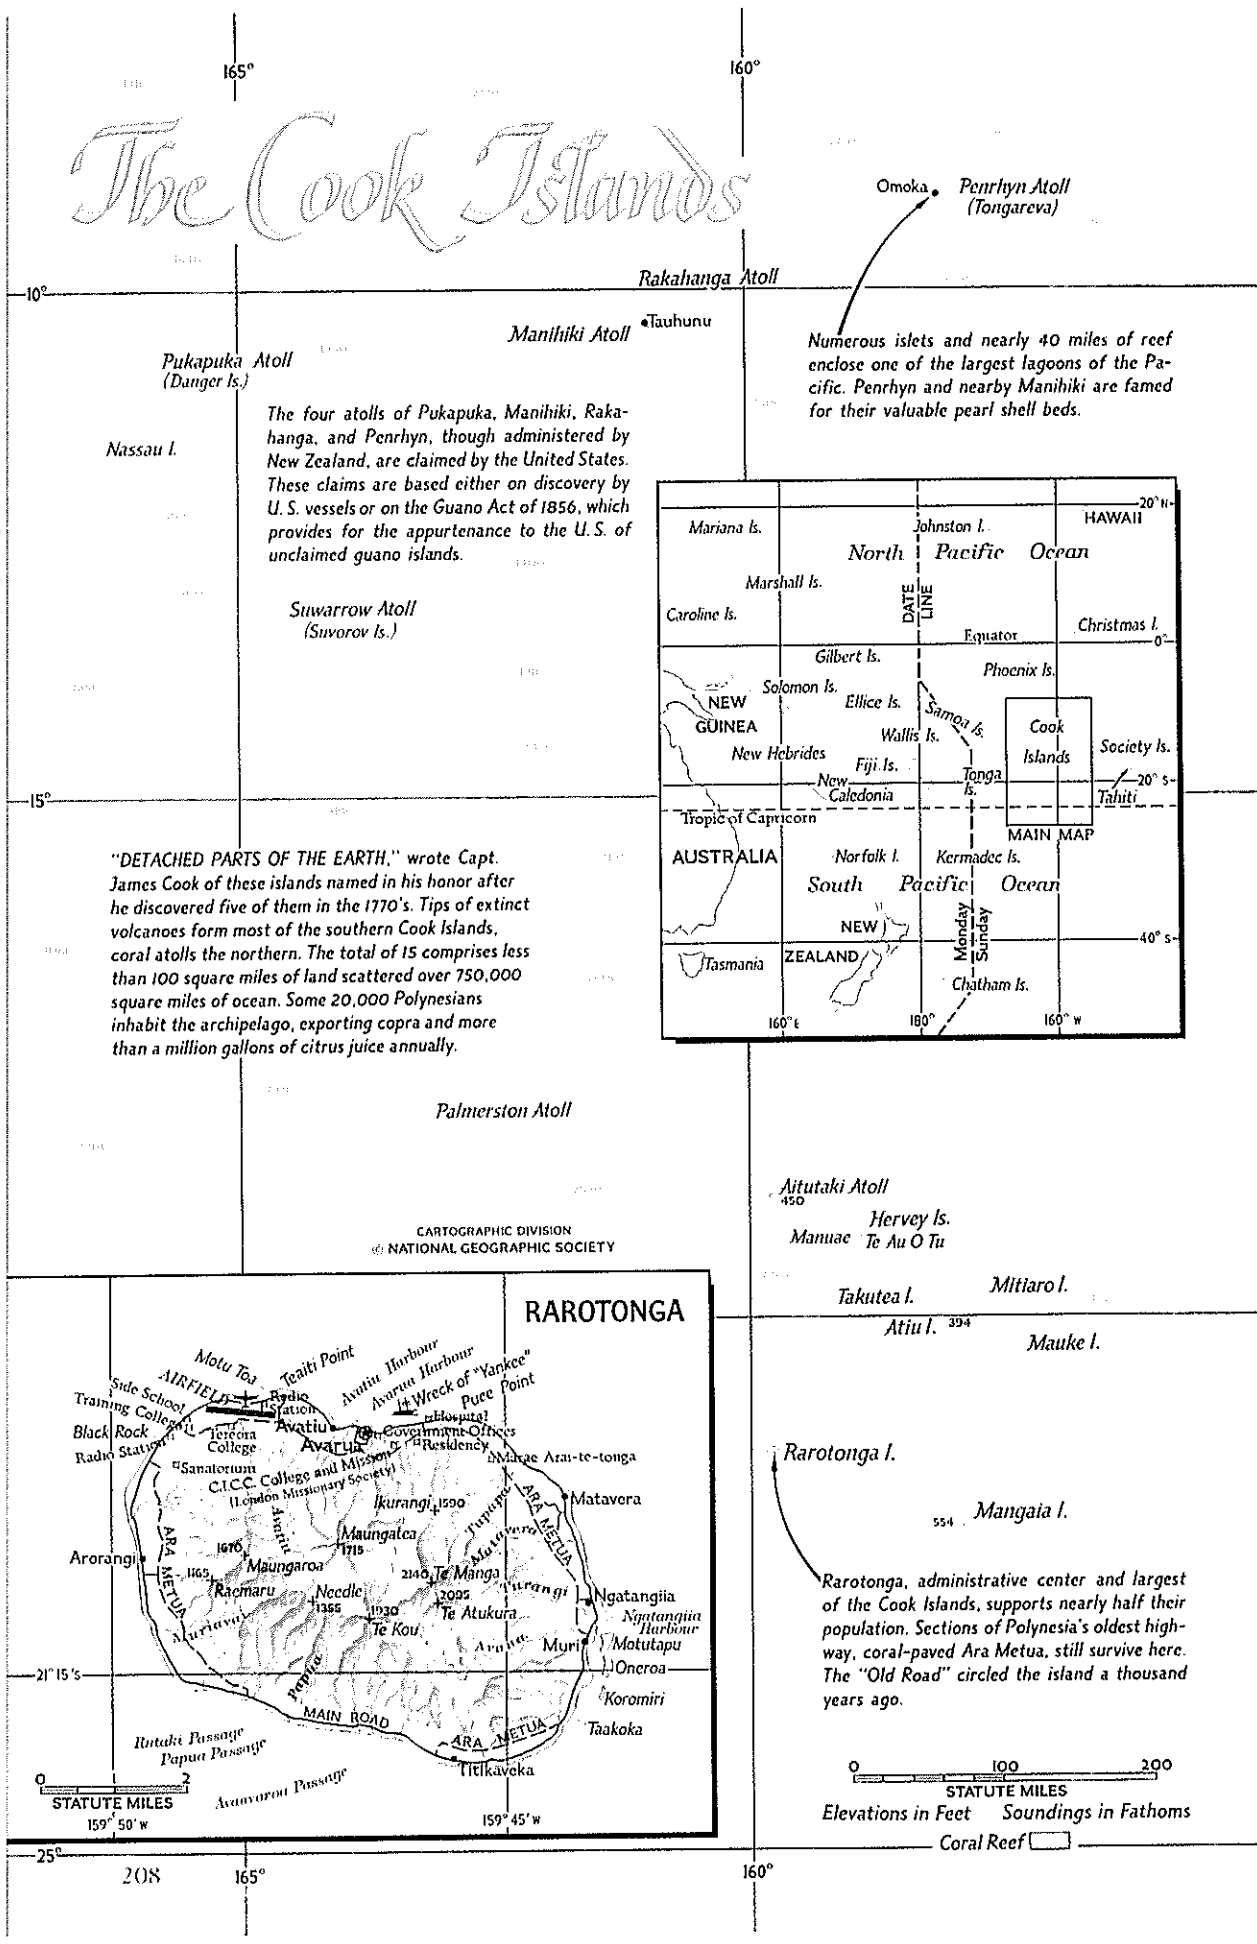 165°
160°
The Cook Islands
Omoka
Penrhyn Atoll
(Tongareva)
Rakahanga Atoll
10°
Tauhunu
Manihiki Atoll
Numerous islets and nearly 40 miles of reef
enclose one of the largest lagoons of the Pa-
cific. Penrhyn and nearby Manihiki are famed
for their valuable pearl shell beds.
Pukapuka Atoll
(Danger Is.)
The four atolls of Pukapuka, Manihiki, Raka-
hanga, and Penrhyn, though administered by
New Zealand, are claimed by the United States.
These claims are based either on discovery by
U.S. vessels or on the Guano Act of 1856, which
provides for the appurtenance to the U.S. of
unclaimed guano islands.
Nassau I.
Suwarrow Atoll
(Suvorov Is.)
20° N
HAWAII
Mariana Is.
Johnston I.
North Pacific Ocean
Marshall Is.
DATE
LINE
Caroline Is.
Christmas I.
Equator
0°
Gilbert Is.
Phoenix Is.
Solomon Is.
NEW
GUINEA
Ellice Is.
Samoa Is.
Wallis Is.
Cook
Islands
Society Is.
New Hebrides
Fiji Is.
Tonga
Is.
20° S
New
Caledonia
Tahiti
Tropic of Capricorn
MAIN MAP
AUSTRALIA
Norfolk I.
Kermadec Is.
South Pacific Ocean
NEW
ZEALAND
Monday
Sunday
40° S
Tasmania
Chatham Is.
160° E
180°
160° W
15°
"DETACHED PARTS OF THE EARTH," wrote Capt.
James Cook of these islands named in his honor after
he discovered five of them in the 1770's. Tips of extinct
volcanoes form most of the southern Cook Islands,
coral atolls the northern. The total of 15 comprises less
than 100 square miles of land scattered over 750,000
square miles of ocean. Some 20,000 Polynesians
inhabit the archipelago, exporting copra and more
than a million gallons of citrus juice annually.
Palmerston Atoll
Aitutaki Atoll
450
Hervey Is.
Manuae Te Au O Tu
CARTOGRAPHIC DIVISION
© NATIONAL GEOGRAPHIC SOCIETY
Takutea I.
Mitiaro I.
Atiu I. 394
Mauke I.
RAROTONGA
Motu Toa
Teaiti Point
Avatiu Harbour
Avarua Harbour
Wreck of "Yankee"
Puee Point
Side School
AIRFIELD
Radio
Station
Training College
Hospital
Black Rock
Tereora
College
Avatiu
Government Offices
Radio Station
Avarua
Residency
Sanatorium
Marae Arai-te-tonga
C.I.C.C. College and Mission
(London Missionary Society)
Ikurangi 1590
Matavera
ARA METUA
Avatiu
Tupapa
Matavera
Maungatea
1715
Arorangi
ARA METUA
1670
Maungaroa
1165
Raemaru
2140 Te Manga
Turangi
Needle
1355
2095
Te Atukura
Ngatangiia
1930
Te Kou
Ngatangiia
Harbour
Muriavai
Avana
Muri
Motutapu
21° 15' S
Oneroa
Papua
Koromiri
MAIN ROAD
Taakoka
ARA METUA
Rutaki Passage
Papua Passage
Titikaveka
Avaavaroa Passage
0 2
STATUTE MILES
159° 50' W
159° 45' W
Rarotonga I.
Mangaia I.
554
Rarotonga, administrative center and largest
of the Cook Islands, supports nearly half their
population. Sections of Polynesia's oldest high-
way, coral-paved Ara Metua, still survive here.
The "Old Road" circled the island a thousand
years ago.
0 100 200
STATUTE MILES
Elevations in Feet Soundings in Fathoms
Coral Reef
25°
208
165°
160°